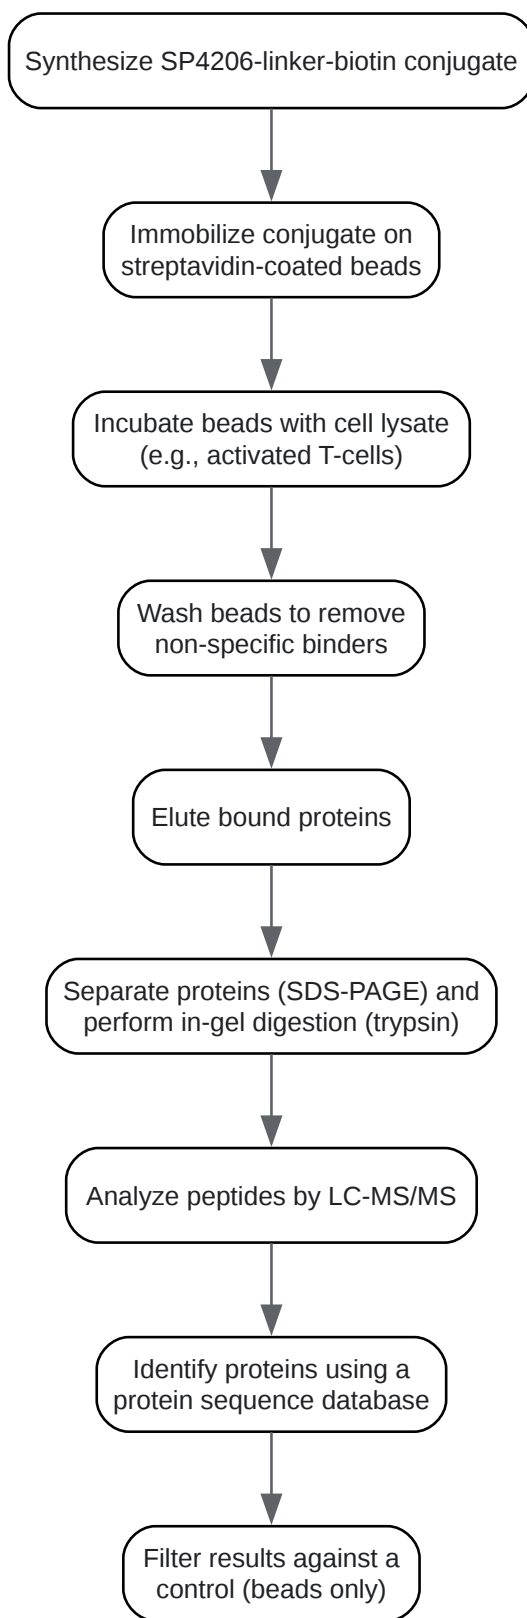 Synthesize SP4206-linker-biotin conjugate
Immobilize conjugate on
streptavidin-coated beads
Incubate beads with cell lysate
(e.g., activated T-cells)
Wash beads to remove
non-specific binders
Elute bound proteins
Separate proteins (SDS-PAGE) and
perform in-gel digestion (trypsin)
Analyze peptides by LC-MS/MS
Identify proteins using a
protein sequence database
Filter results against a
control (beads only)